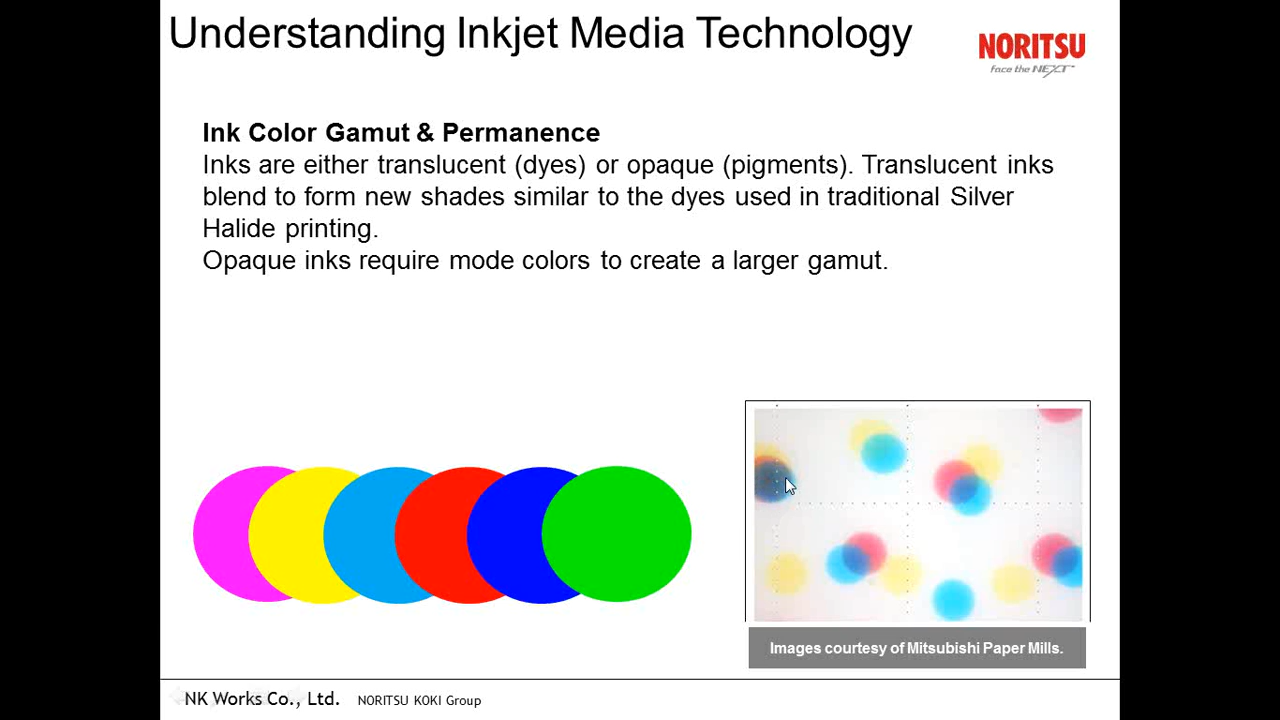 Understanding Inkjet Media Technology
NORITSU
face the NEXT™
Ink Color Gamut & Permanence
Inks are either translucent (dyes) or opaque (pigments). Translucent inks
blend to form new shades similar to the dyes used in traditional Silver
Halide printing.
Opaque inks require mode colors to create a larger gamut.
Images courtesy of Mitsubishi Paper Mills.
NK Works Co., Ltd. NORITSU KOKI Group